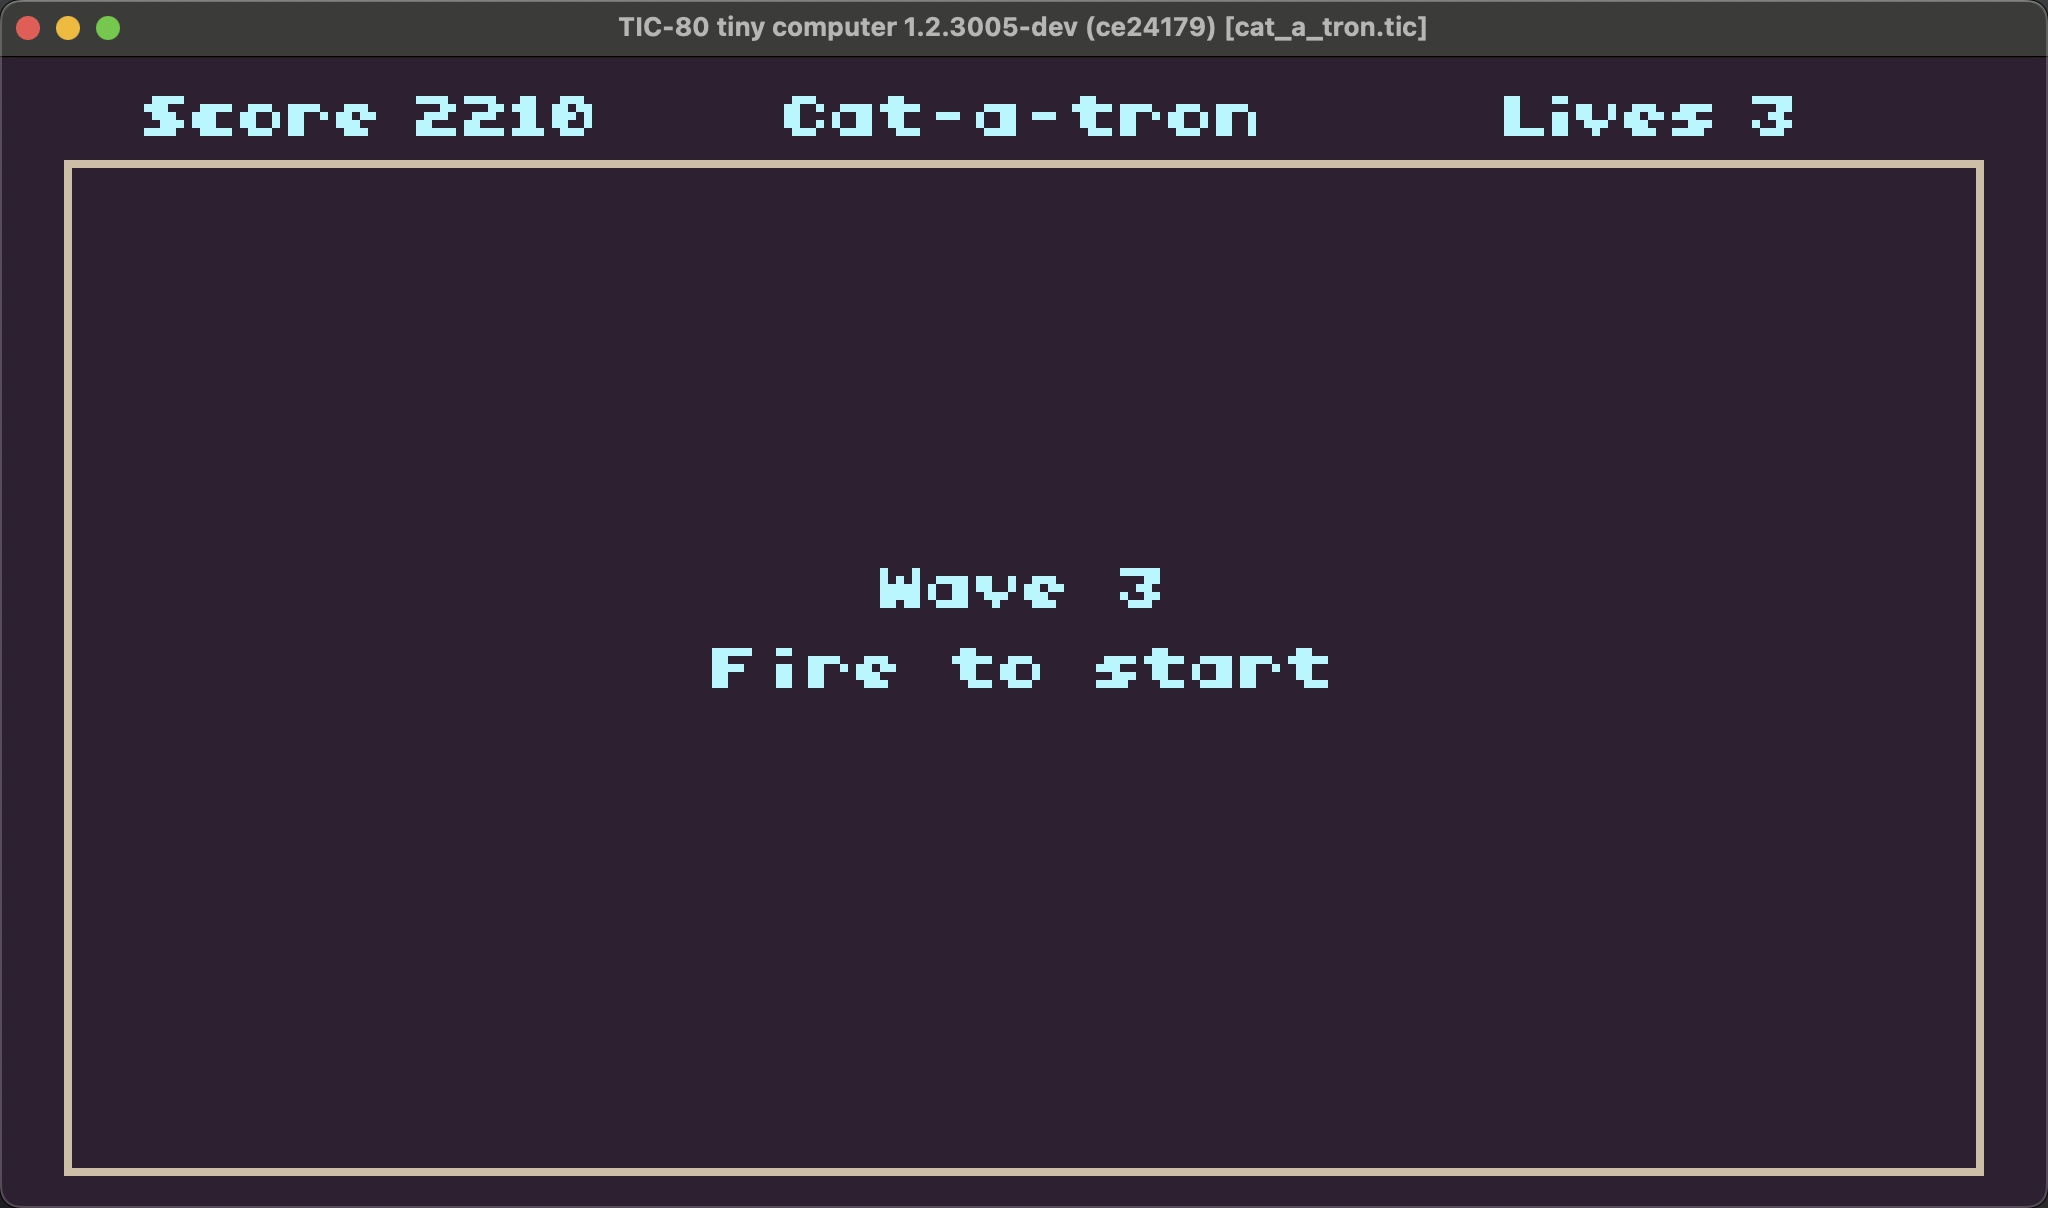 TIC-80 tiny computer 1.2.3005-dev (ce24179) [cat_a_tron.tic]
Score 2210 Cat-a-tron Lives 3
Wave 3
Fire to start